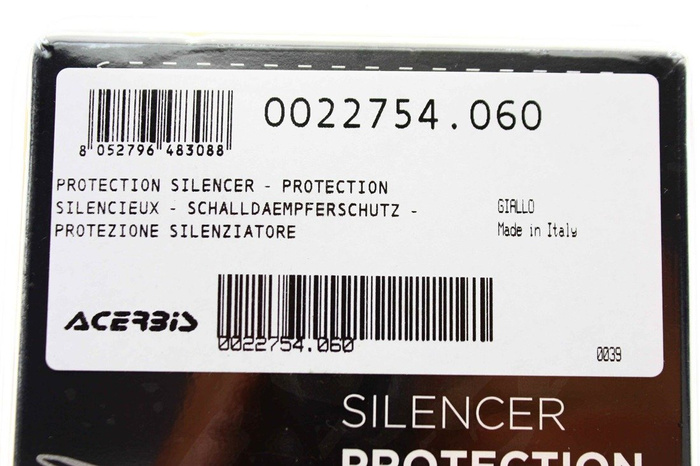 0022754.060
8 052796 483088
PROTECTION SILENCER - PROTECTION
SILENCIEUX - SCHALLDAEMPFERSCHUTZ -
PROTEZIONE SILENZIATORE
GIALLO
Made in Italy
ACERBIS
0022754.060
0039
SILENCER
PROTECTION